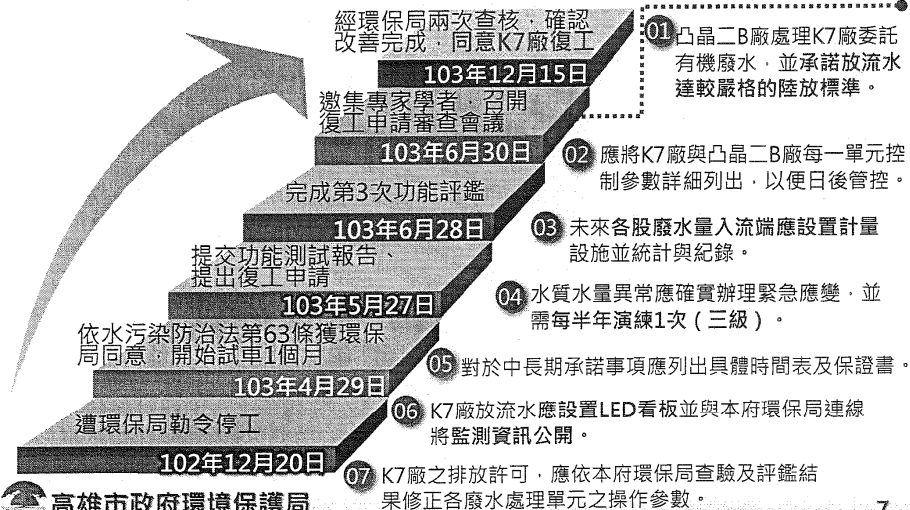 經環保局兩次查核，確認
改善完成，同意K7廠復工
103年12月15日
邀集專家學者，召開
復工申請審查會議
103年6月30日
完成第3次功能評鑑
103年6月28日
提交功能測試報告、
提出復工申請
103年5月27日
依水污染防治法第63條獲環保
局同意，開始試車1個月
103年4月29日
遭環保局勒令停工
102年12月20日
高雄市政府環境保護局
01 凸晶二B廠處理K7廠委託
有機廢水，並承諾放流水
達較嚴格的陸放標準。
02 應將K7廠與凸晶二B廠每一單元控
制參數詳細列出，以便日後管控。
03 未來各股廢水量入流端應設置計量
設施並統計與紀錄。
04 水質水量異常應確實辦理緊急應變，並
需每半年演練1次（三級）。
05 對於中長期承諾事項應列出具體時間表及保證書。
06 K7廠放流水應設置LED看板並與本府環保局連線
將監測資訊公開。
07 K7廠之排放許可，應依本府環保局查驗及評鑑結
果修正各廢水處理單元之操作參數。
7